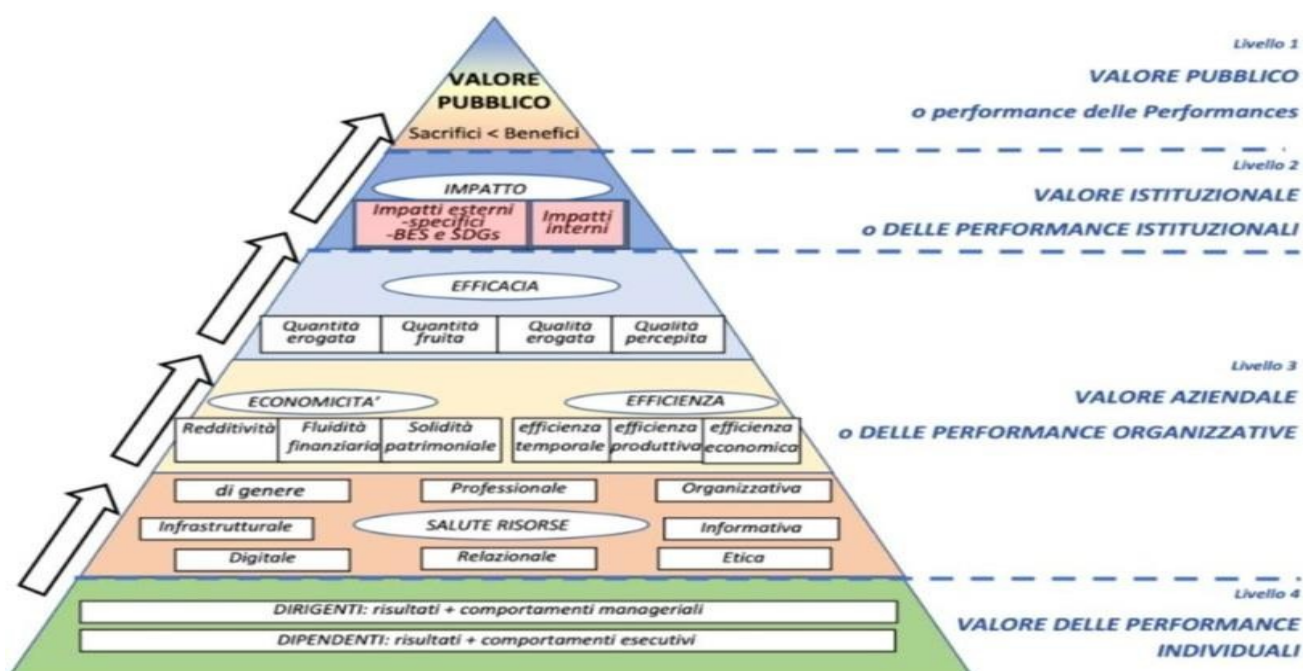 Livello 1
VALORE PUBBLICO
o performance delle Performances
VALORE
PUBBLICO
Sacrifici < Benefici
Livello 2
VALORE ISTITUZIONALE
o DELLE PERFORMANCE ISTITUZIONALI
IMPATTO
Impatti esterni
-specifici
-BES e SDGs
Impatti
interni
EFFICACIA
Quantità
erogata
Quantità
fruita
Qualità
erogata
Qualità
percepita
Livello 3
VALORE AZIENDALE
o DELLE PERFORMANCE ORGANIZZATIVE
ECONOMICITA'
EFFICIENZA
Redditività
Fluidità
finanziaria
Solidità
patrimoniale
efficienza
temporale
efficienza
produttiva
efficienza
economica
di genere
Professionale
Organizzativa
Infrastrutturale
SALUTE RISORSE
Informativa
Digitale
Relazionale
Etica
Livello 4
VALORE DELLE PERFORMANCE
INDIVIDUALI
DIRIGENTI: risultati + comportamenti manageriali
DIPENDENTI: risultati + comportamenti esecutivi